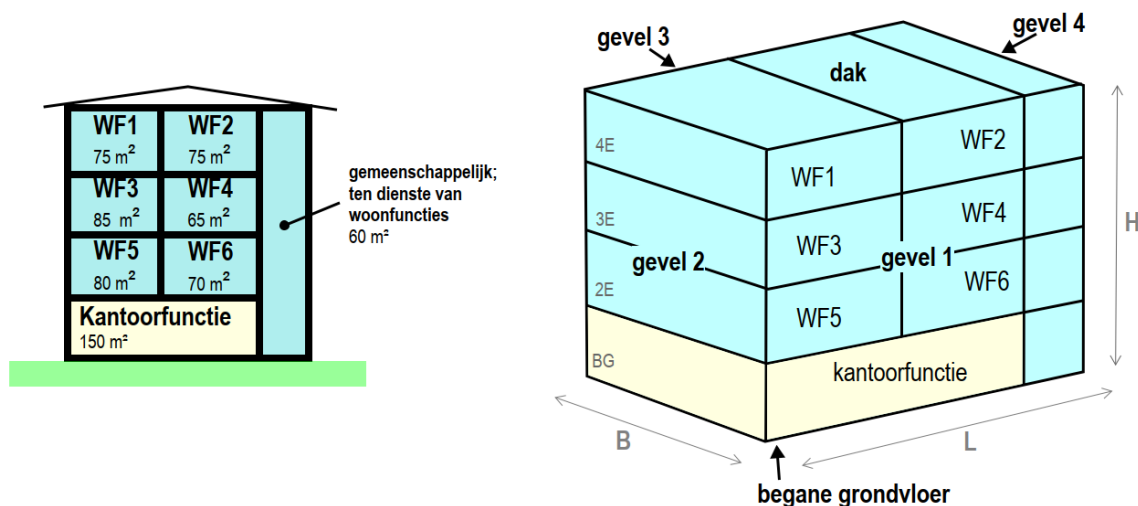 WF1
75 m²
WF2
75 m²
WF3
85 m²
WF4
65 m²
WF5
80 m²
WF6
70 m²
Kantoorfunctie
150 m²
gemeenschappelijk;
ten dienste van
woonfuncties
60 m²
gevel 3
gevel 4
dak
4E
WF1
WF2
3E
WF3
WF4
gevel 2
gevel 1
2E
WF5
WF6
BG
kantoorfunctie
H
B
L
begane grondvloer